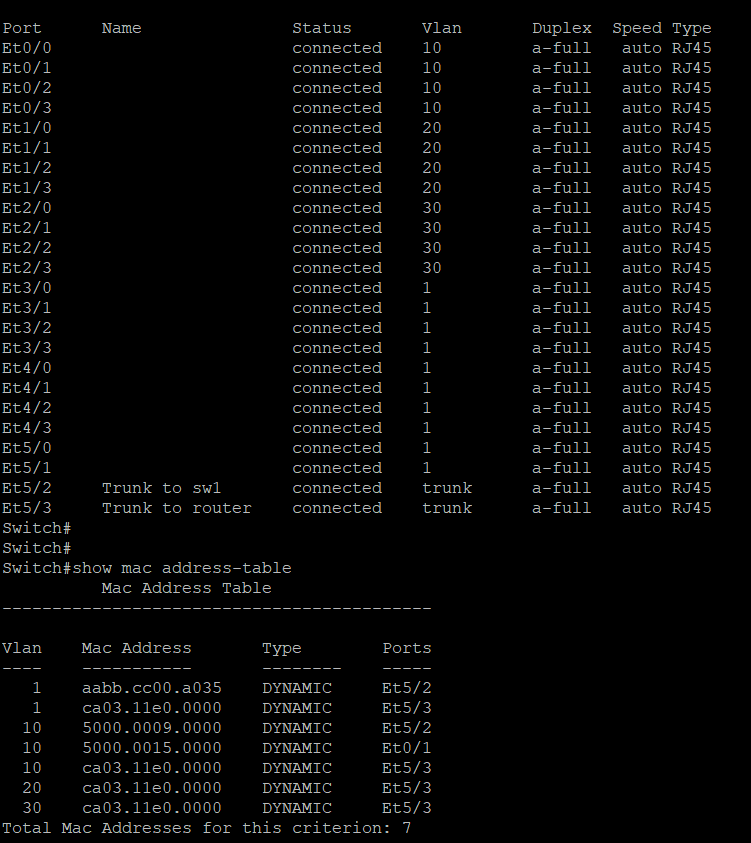 Port      Name               Status       Vlan       Duplex  Speed Type
Et0/0                        connected    10         a-full   auto RJ45
Et0/1                        connected    10         a-full   auto RJ45
Et0/2                        connected    10         a-full   auto RJ45
Et0/3                        connected    10         a-full   auto RJ45
Et1/0                        connected    20         a-full   auto RJ45
Et1/1                        connected    20         a-full   auto RJ45
Et1/2                        connected    20         a-full   auto RJ45
Et1/3                        connected    20         a-full   auto RJ45
Et2/0                        connected    30         a-full   auto RJ45
Et2/1                        connected    30         a-full   auto RJ45
Et2/2                        connected    30         a-full   auto RJ45
Et2/3                        connected    30         a-full   auto RJ45
Et3/0                        connected    1          a-full   auto RJ45
Et3/1                        connected    1          a-full   auto RJ45
Et3/2                        connected    1          a-full   auto RJ45
Et3/3                        connected    1          a-full   auto RJ45
Et4/0                        connected    1          a-full   auto RJ45
Et4/1                        connected    1          a-full   auto RJ45
Et4/2                        connected    1          a-full   auto RJ45
Et4/3                        connected    1          a-full   auto RJ45
Et5/0                        connected    1          a-full   auto RJ45
Et5/1                        connected    1          a-full   auto RJ45
Et5/2     Trunk to sw1       connected    trunk      a-full   auto RJ45
Et5/3     Trunk to router    connected    trunk      a-full   auto RJ45
Switch#
Switch#
Switch#show mac address-table
          Mac Address Table
-------------------------------------------

Vlan    Mac Address       Type        Ports
----    -----------       --------    -----
   1    aabb.cc00.a035    DYNAMIC     Et5/2
   1    ca03.11e0.0000    DYNAMIC     Et5/3
  10    5000.0009.0000    DYNAMIC     Et5/2
  10    5000.0015.0000    DYNAMIC     Et0/1
  10    ca03.11e0.0000    DYNAMIC     Et5/3
  20    ca03.11e0.0000    DYNAMIC     Et5/3
  30    ca03.11e0.0000    DYNAMIC     Et5/3
Total Mac Addresses for this criterion: 7